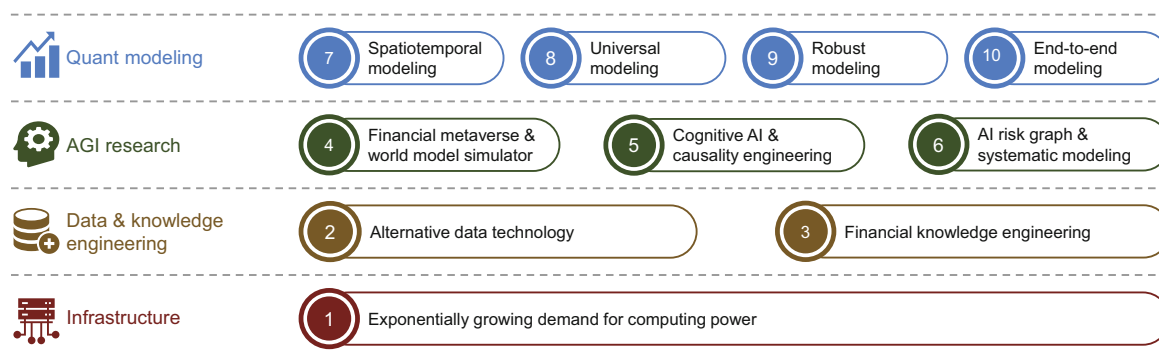 Quant modeling
7
Spatiotemporal
modeling
8
Universal
modeling
9
Robust
modeling
10
End-to-end
modeling
AGI research
4
Financial metaverse &
world model simulator
5
Cognitive AI &
causality engineering
6
AI risk graph &
systematic modeling
Data & knowledge
engineering
2
Alternative data technology
3
Financial knowledge engineering
Infrastructure
1
Exponentially growing demand for computing power